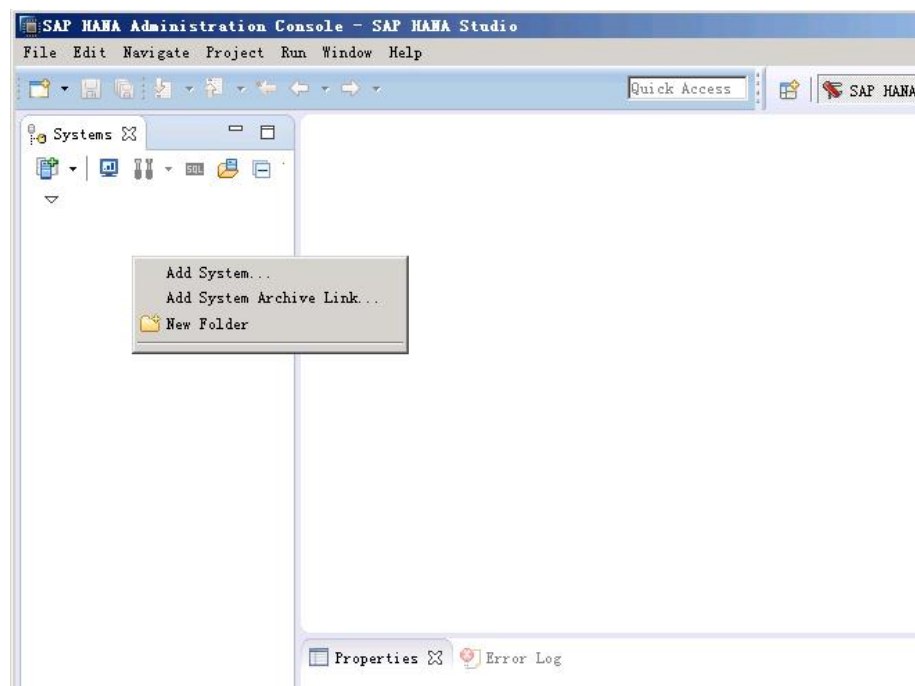 SAP HANA Administration Console - SAP HANA Studio
File Edit Navigate Project Run Window Help
Quick Access
SAP HANA
Systems
SQL
Add System...
Add System Archive Link...
New Folder
Properties
Error Log